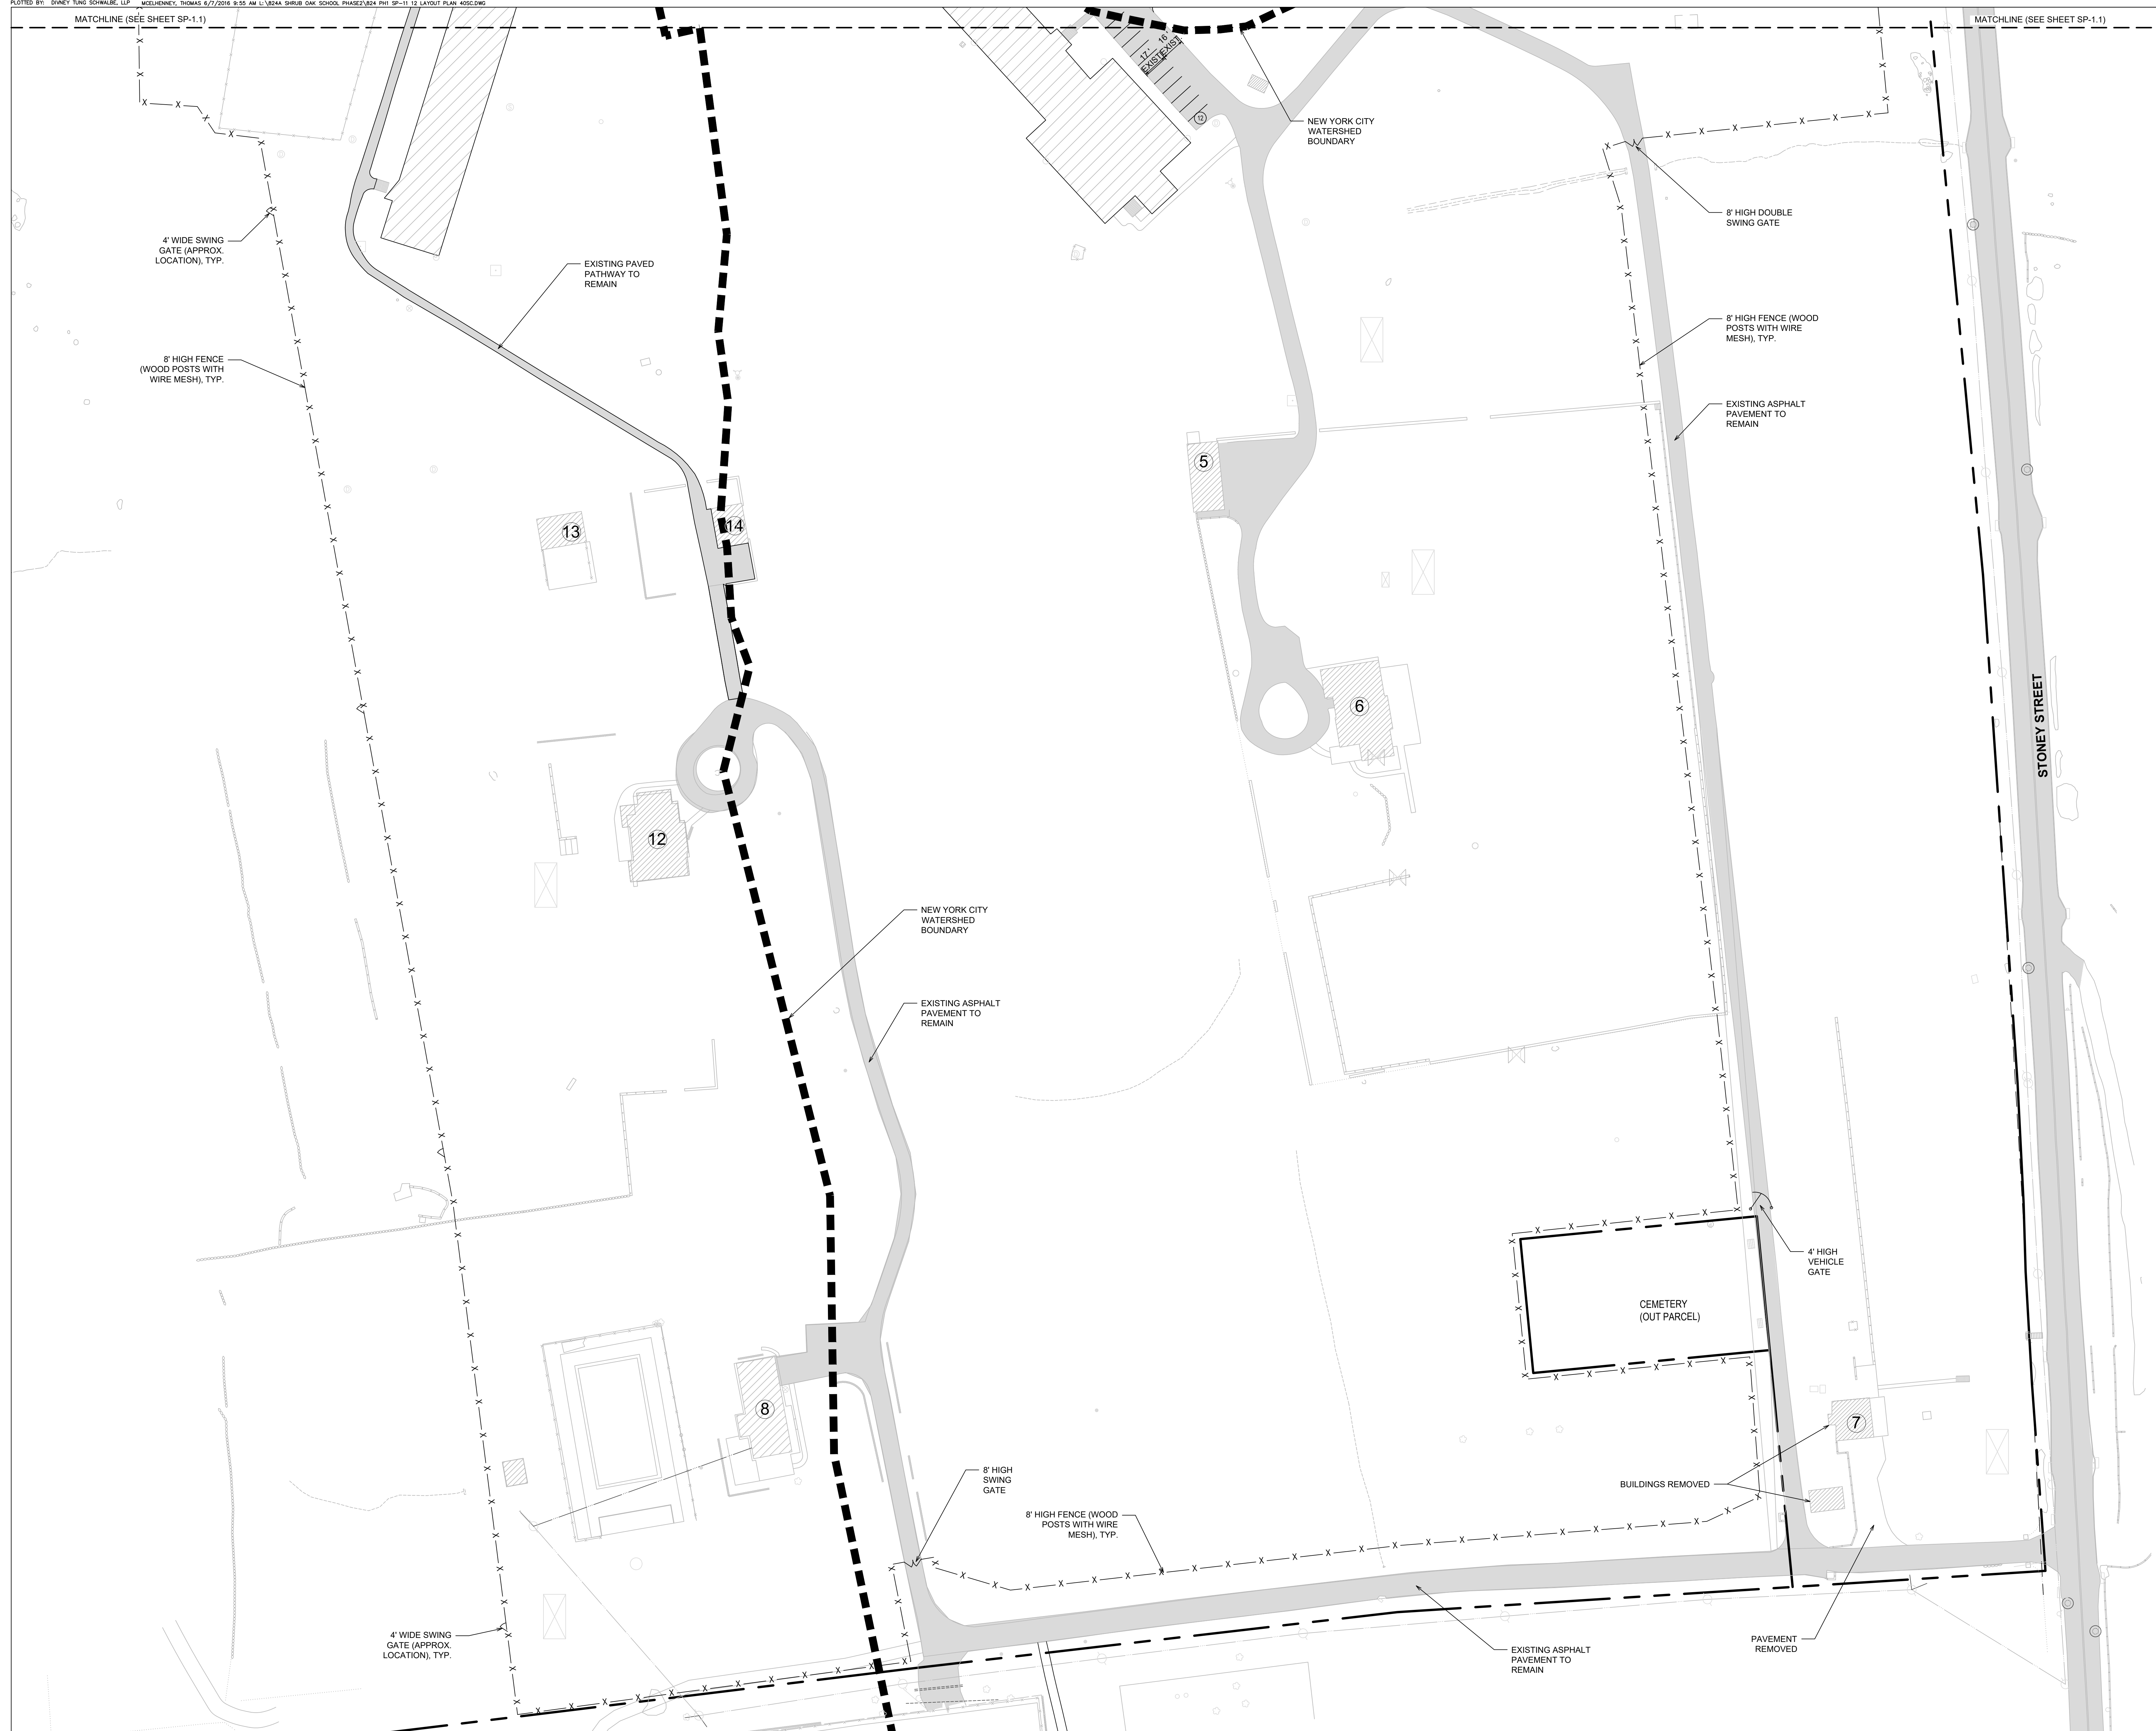 PLOTTED BY: DIVNEY TUNG SCHWALBE, LLP MCELHENNEY, THOMAS 6/7/2016 9:55 AM L:\824A SHRUB OAK SCHOOL PHASE2\824 PH1 SP-11 12 LAYOUT PLAN 40SC.DWG
MATCHLINE (SEE SHEET SP-1.1)
MATCHLINE (SEE SHEET SP-1.1)
17'
EXIST.
16'
EXIST.
12
NEW YORK CITY
WATERSHED
BOUNDARY
8' HIGH DOUBLE
SWING GATE
4' WIDE SWING
GATE (APPROX.
LOCATION), TYP.
EXISTING PAVED
PATHWAY TO
REMAIN
8' HIGH FENCE (WOOD
POSTS WITH WIRE
MESH), TYP.
8' HIGH FENCE
(WOOD POSTS WITH
WIRE MESH), TYP.
EXISTING ASPHALT
PAVEMENT TO
REMAIN
5
13
14
6
STONEY STREET
12
NEW YORK CITY
WATERSHED
BOUNDARY
EXISTING ASPHALT
PAVEMENT TO
REMAIN
4' HIGH
VEHICLE
GATE
CEMETERY
(OUT PARCEL)
8
7
8' HIGH
SWING
GATE
BUILDINGS REMOVED
8' HIGH FENCE (WOOD
POSTS WITH WIRE
MESH), TYP.
4' WIDE SWING
GATE (APPROX.
LOCATION), TYP.
EXISTING ASPHALT
PAVEMENT TO
REMAIN
PAVEMENT
REMOVED